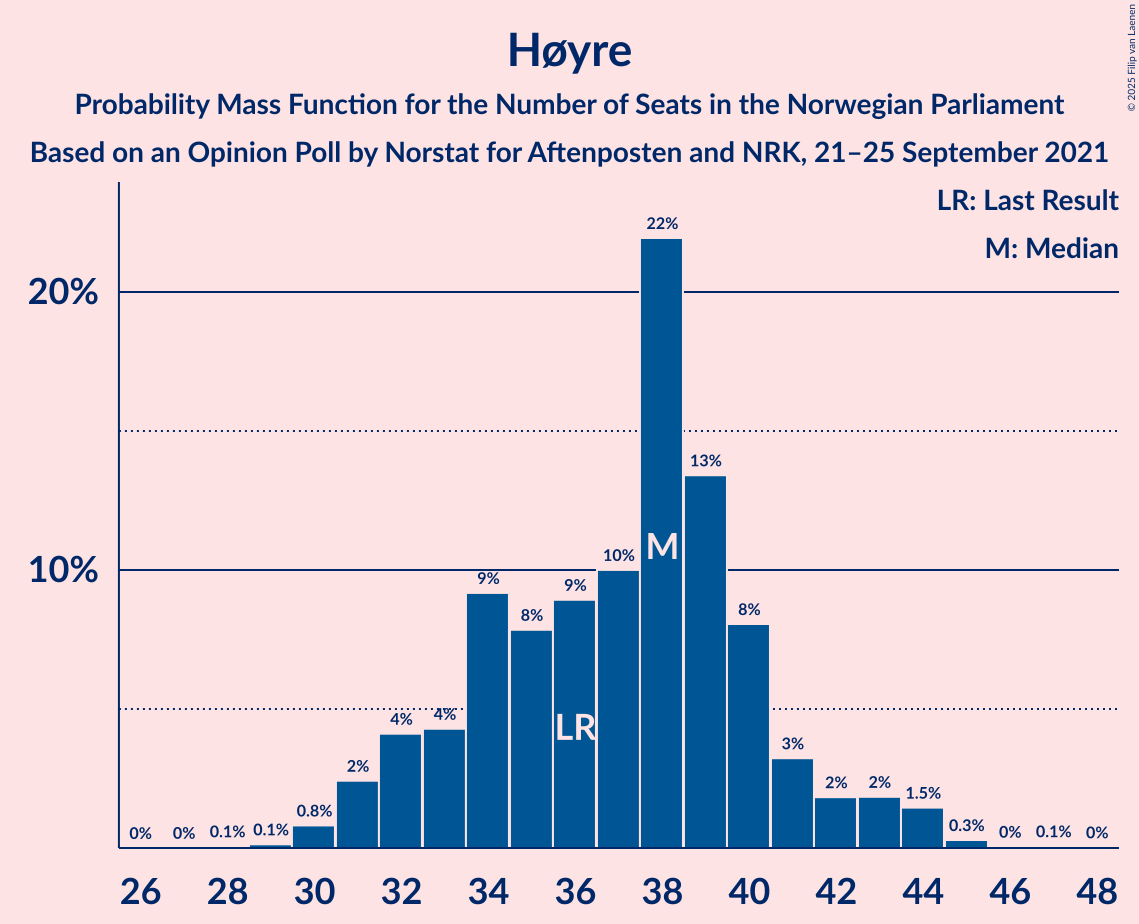 Høyre
Probability Mass Function for the Number of Seats in the Norwegian Parliament
Based on an Opinion Poll by Norstat for Aftenposten and NRK, 21–25 September 2021
© 2025 Filip van Laenen
LR: Last Result
M: Median
20%
10%
0% 0% 0.1% 0.1% 0.8% 2% 4% 4% 9% 8% 9% 10% 22% 13% 8% 3% 2% 2% 1.5% 0.3% 0% 0.1% 0%
LR M
26 28 30 32 34 36 38 40 42 44 46 48